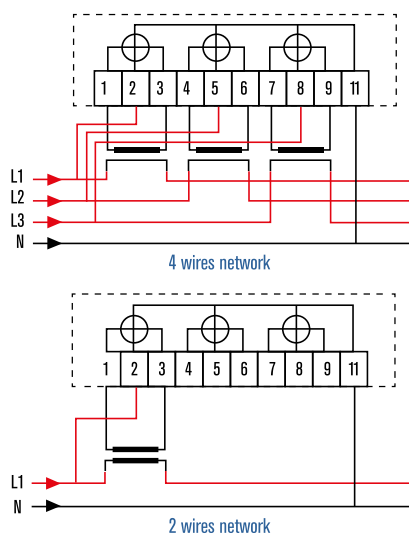 1 2 3 4 5 6 7 8 9 11
L1
L2
L3
N
4 wires network
1 2 3 4 5 6 7 8 9 11
L1
N
2 wires network